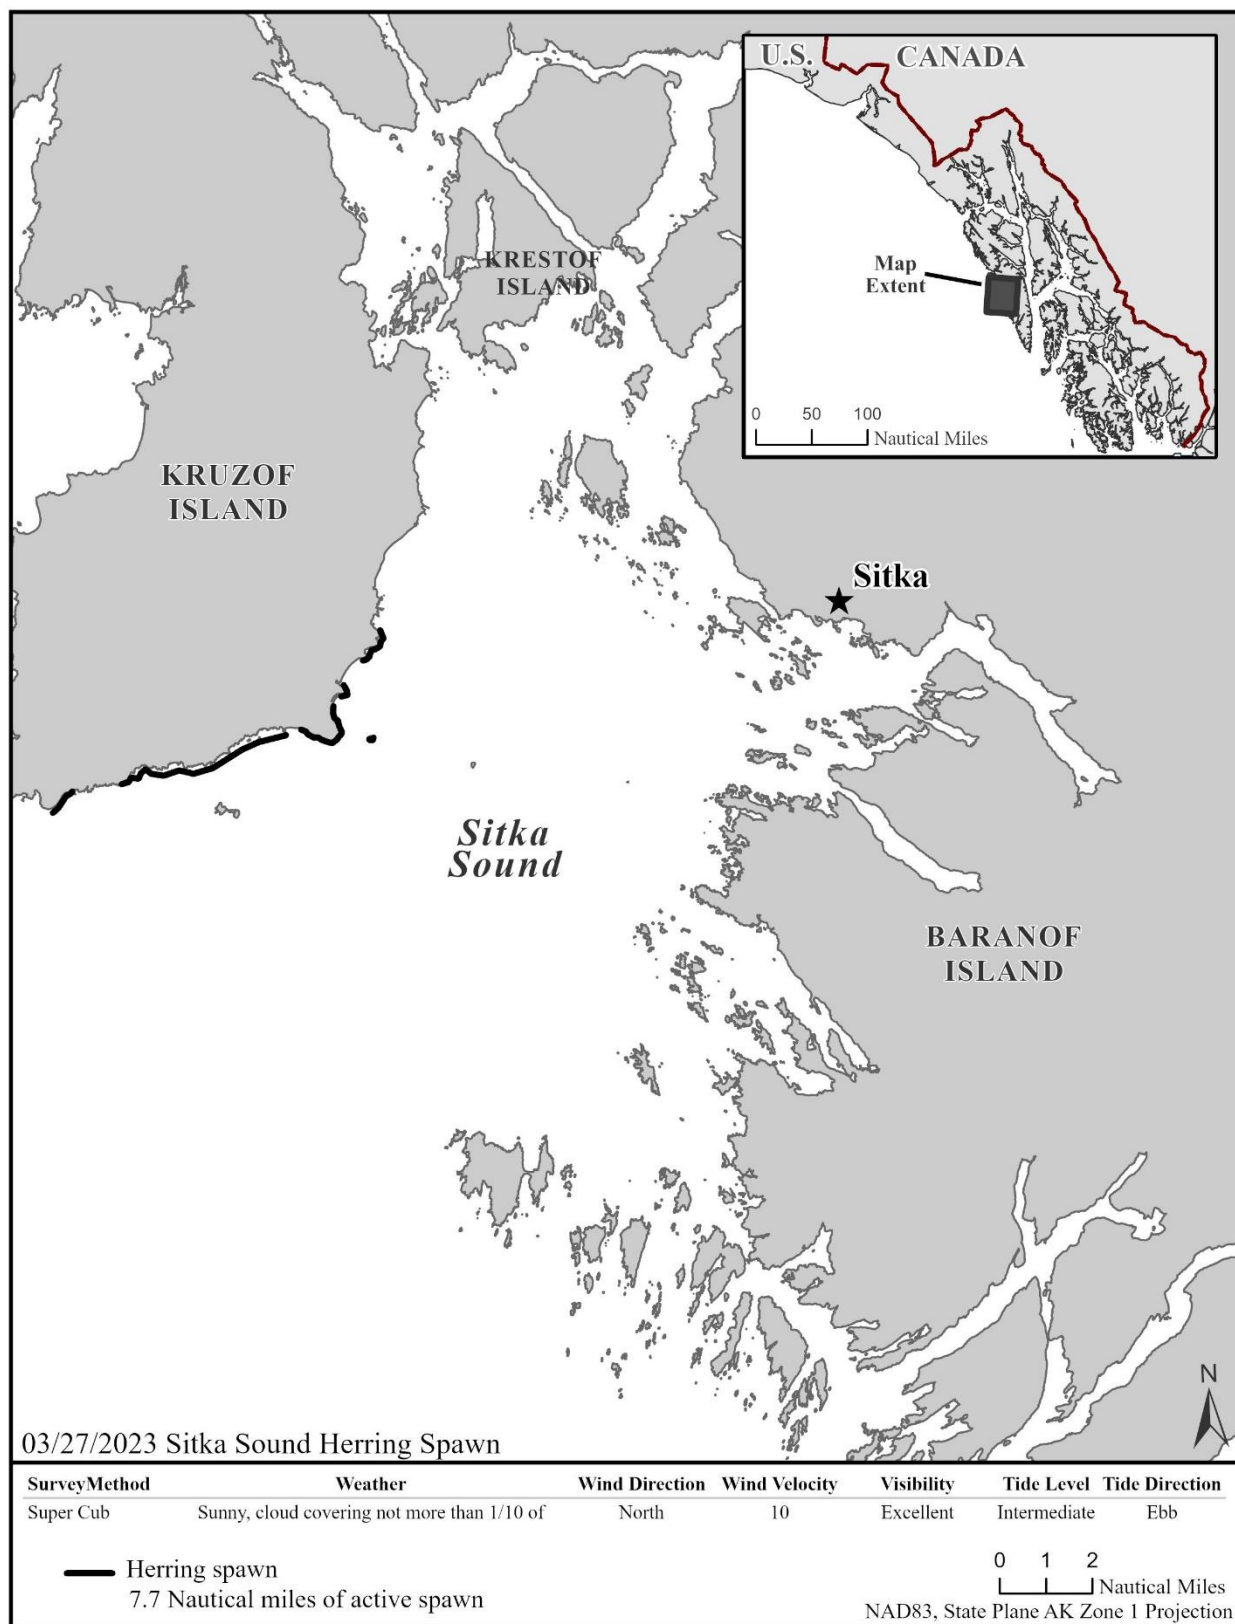 U.S. CANADA
Map
Extent
0 50 100
Nautical Miles
KRESTOF
ISLAND
KRUZOF
ISLAND
Sitka
Sitka
Sound
BARANOF
ISLAND
N
03/27/2023 Sitka Sound Herring Spawn
SurveyMethod Weather Wind Direction Wind Velocity Visibility Tide Level Tide Direction
Super Cub Sunny, cloud covering not more than 1/10 of North 10 Excellent Intermediate Ebb
Herring spawn
7.7 Nautical miles of active spawn
0 1 2
Nautical Miles
NAD83, State Plane AK Zone 1 Projection